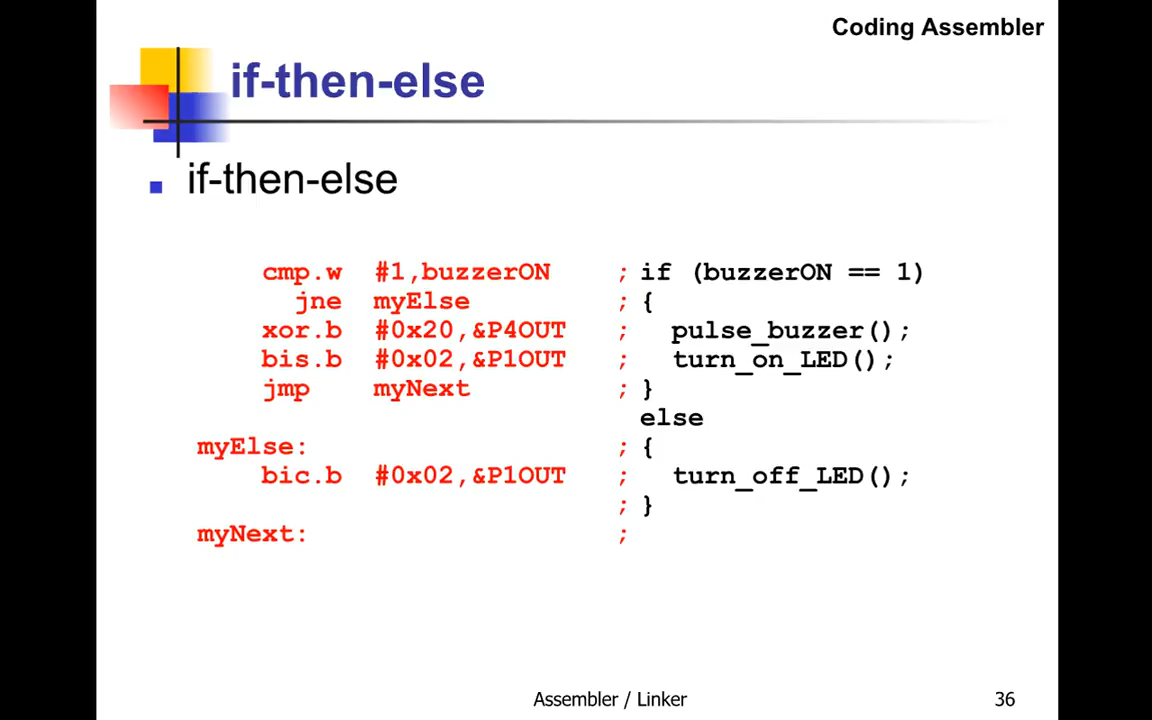 Coding Assembler
if-then-else
if-then-else
cmp.w #1,buzzerON ; if (buzzerON == 1)
jne myElse ; {
xor.b #0x20,&P4OUT ; pulse_buzzer();
bis.b #0x02,&P1OUT ; turn_on_LED();
jmp myNext ; }
else
myElse: ; {
bic.b #0x02,&P1OUT ; turn_off_LED();
; }
myNext: ;
Assembler / Linker 36